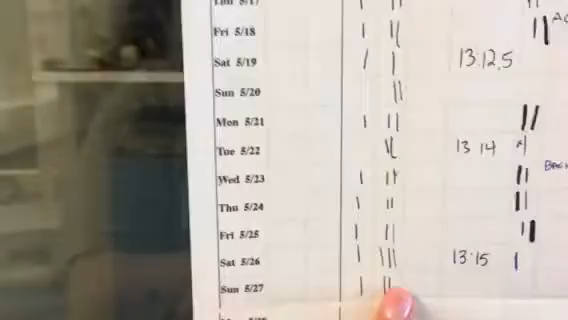 Fri 5/18
Sat 5/19 13:12.5
Sun 5/20
Mon 5/21
Tue 5/22 13 14
Wed 5/23
Thu 5/24
Fri 5/25
Sat 5/26 13:15
Sun 5/27